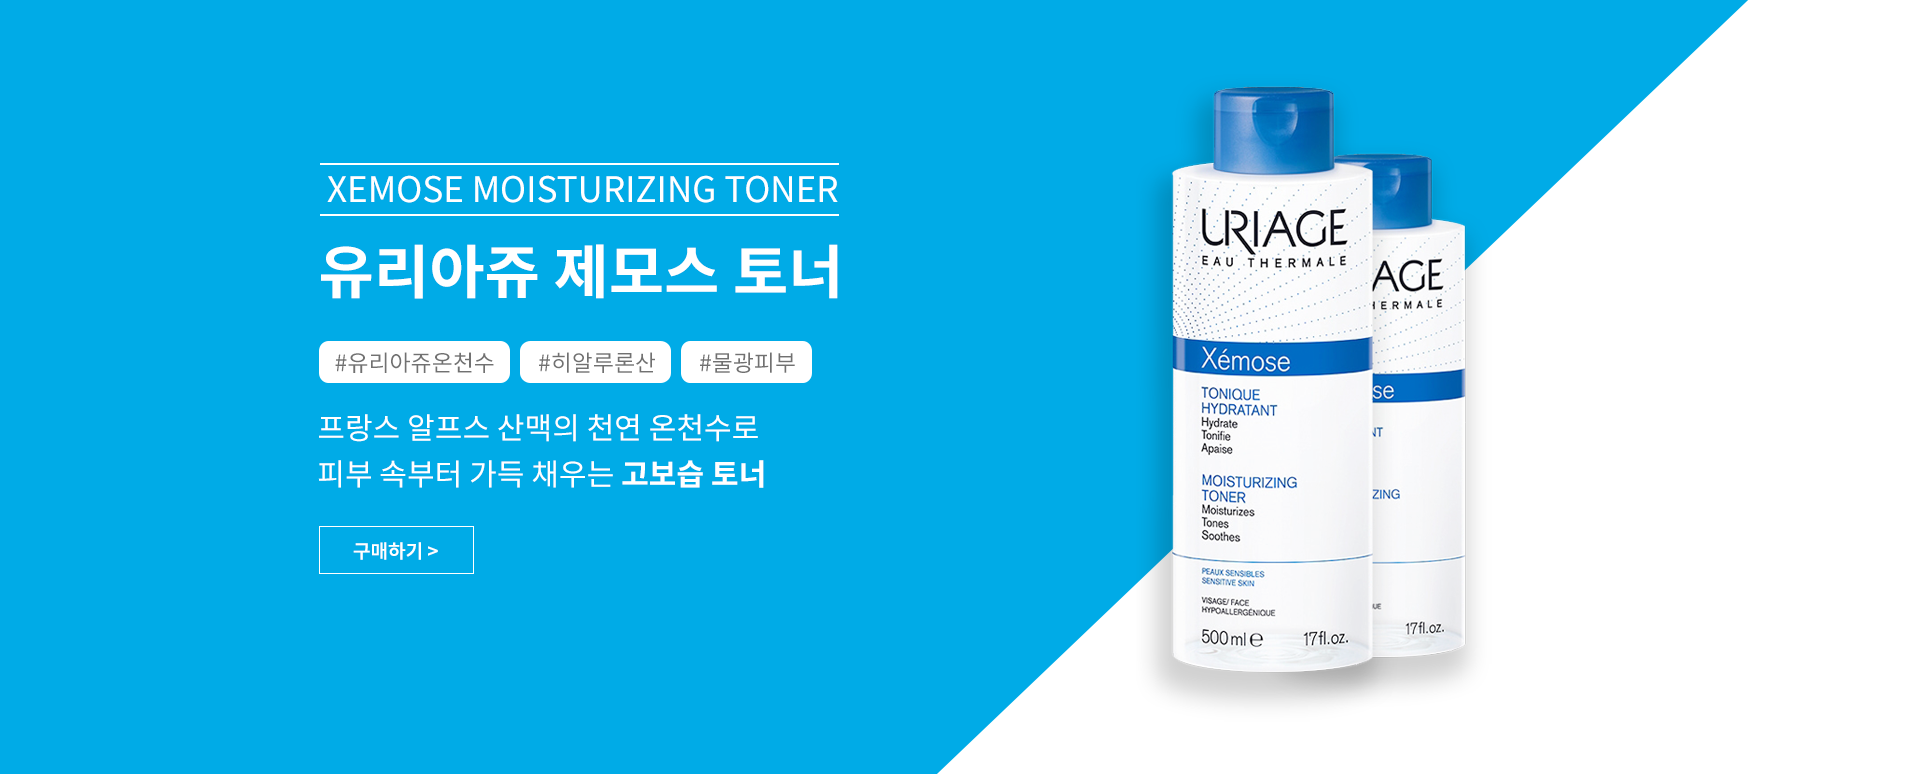 XEMOSE MOISTURIZING TONER
유리아쥬 제모스 토너
#유리아쥬온천수 #히알루론산 #물광피부
프랑스 알프스 산맥의 천연 온천수로
피부 속부터 가득 채우는 고보습 토너
구매하기 >
URIAGE
EAU THERMALE
Xémose
TONIQUE
HYDRATANT
Hydrate
Tonifie
Apaise
MOISTURIZING
TONER
Moisturizes
Tones
Soothes
PEAUX SENSIBLES
SENSITIVE SKIN
VISAGE/ FACE
HYPOALLERGÉNIQUE
500 ml e 17fl.oz.
AGE
HERMALE
se
NT
ZING
UE
17fl.oz.